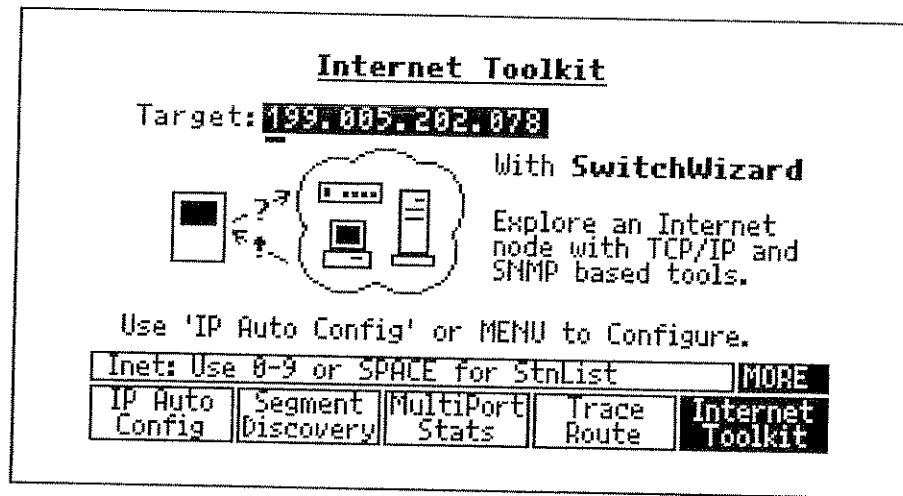 Internet Toolkit
Target:199.005.202.078
With SwitchWizard
?
!
Explore an Internet
node with TCP/IP and
SNMP based tools.
Use 'IP Auto Config' or MENU to Configure.
Inet: Use 0-9 or SPACE for StnList
MORE
IP Auto Config
Segment Discovery
MultiPort Stats
Trace Route
Internet Toolkit